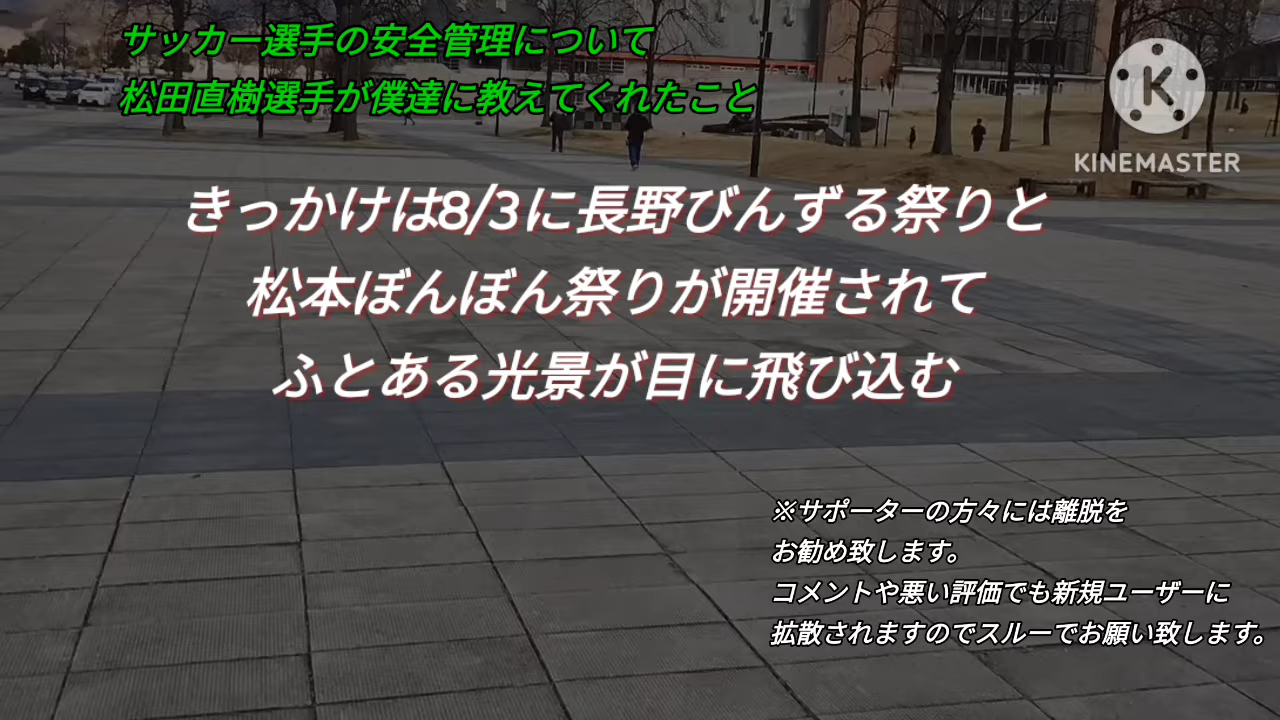 サッカー選手の安全管理について
松田直樹選手が僕達に教えてくれたこと
K
KINEMASTER
きっかけは8/3に長野びんずる祭りと
松本ぼんぼん祭りが開催されて
ふとある光景が目に飛び込む
※サポーターの方々には離脱を
お勧め致します。
コメントや悪い評価でも新規ユーザーに
拡散されますのでスルーでお願い致します。